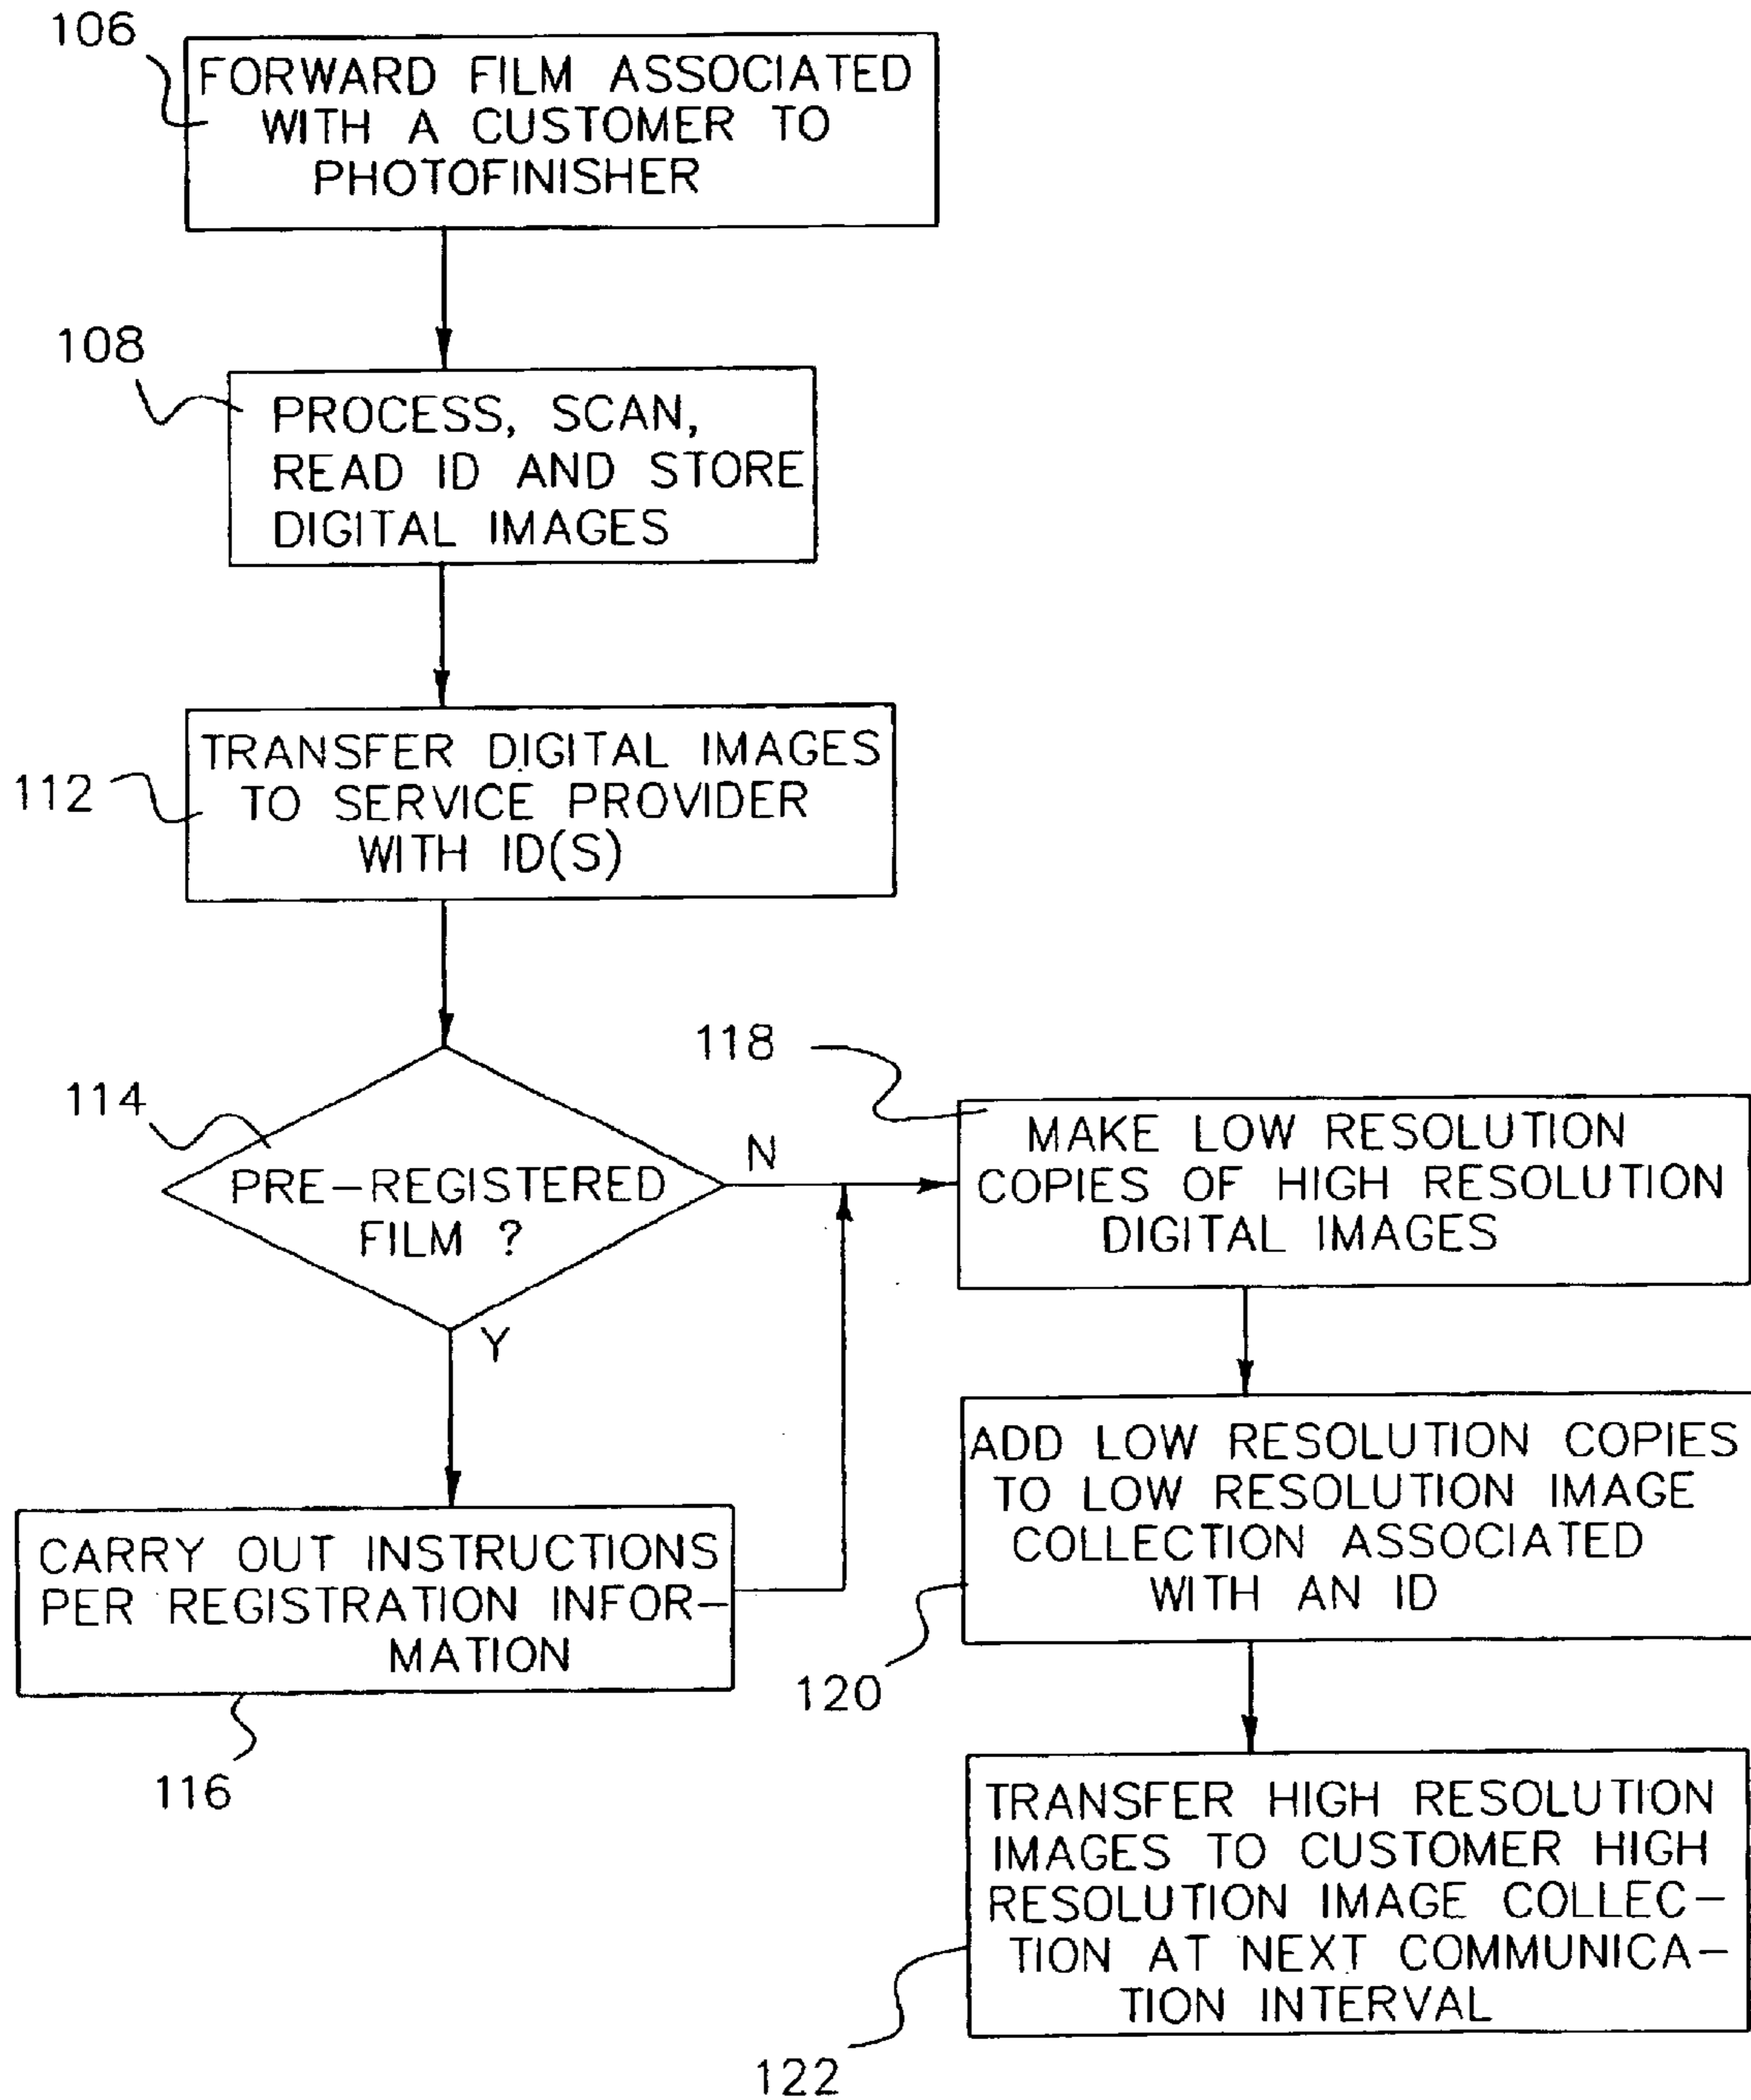 106
FORWARD FILM ASSOCIATED
WITH A CUSTOMER TO
PHOTOFINISHER
108
PROCESS, SCAN,
READ ID AND STORE
DIGITAL IMAGES
112
TRANSFER DIGITAL IMAGES
TO SERVICE PROVIDER
WITH ID(S)
114
PRE-REGISTERED
FILM ?
N
Y
CARRY OUT INSTRUCTIONS
PER REGISTRATION INFOR-
MATION
116
118
MAKE LOW RESOLUTION
COPIES OF HIGH RESOLUTION
DIGITAL IMAGES
ADD LOW RESOLUTION COPIES
TO LOW RESOLUTION IMAGE
COLLECTION ASSOCIATED
WITH AN ID
120
TRANSFER HIGH RESOLUTION
IMAGES TO CUSTOMER HIGH
RESOLUTION IMAGE COLLEC-
TION AT NEXT COMMUNICA-
TION INTERVAL
122